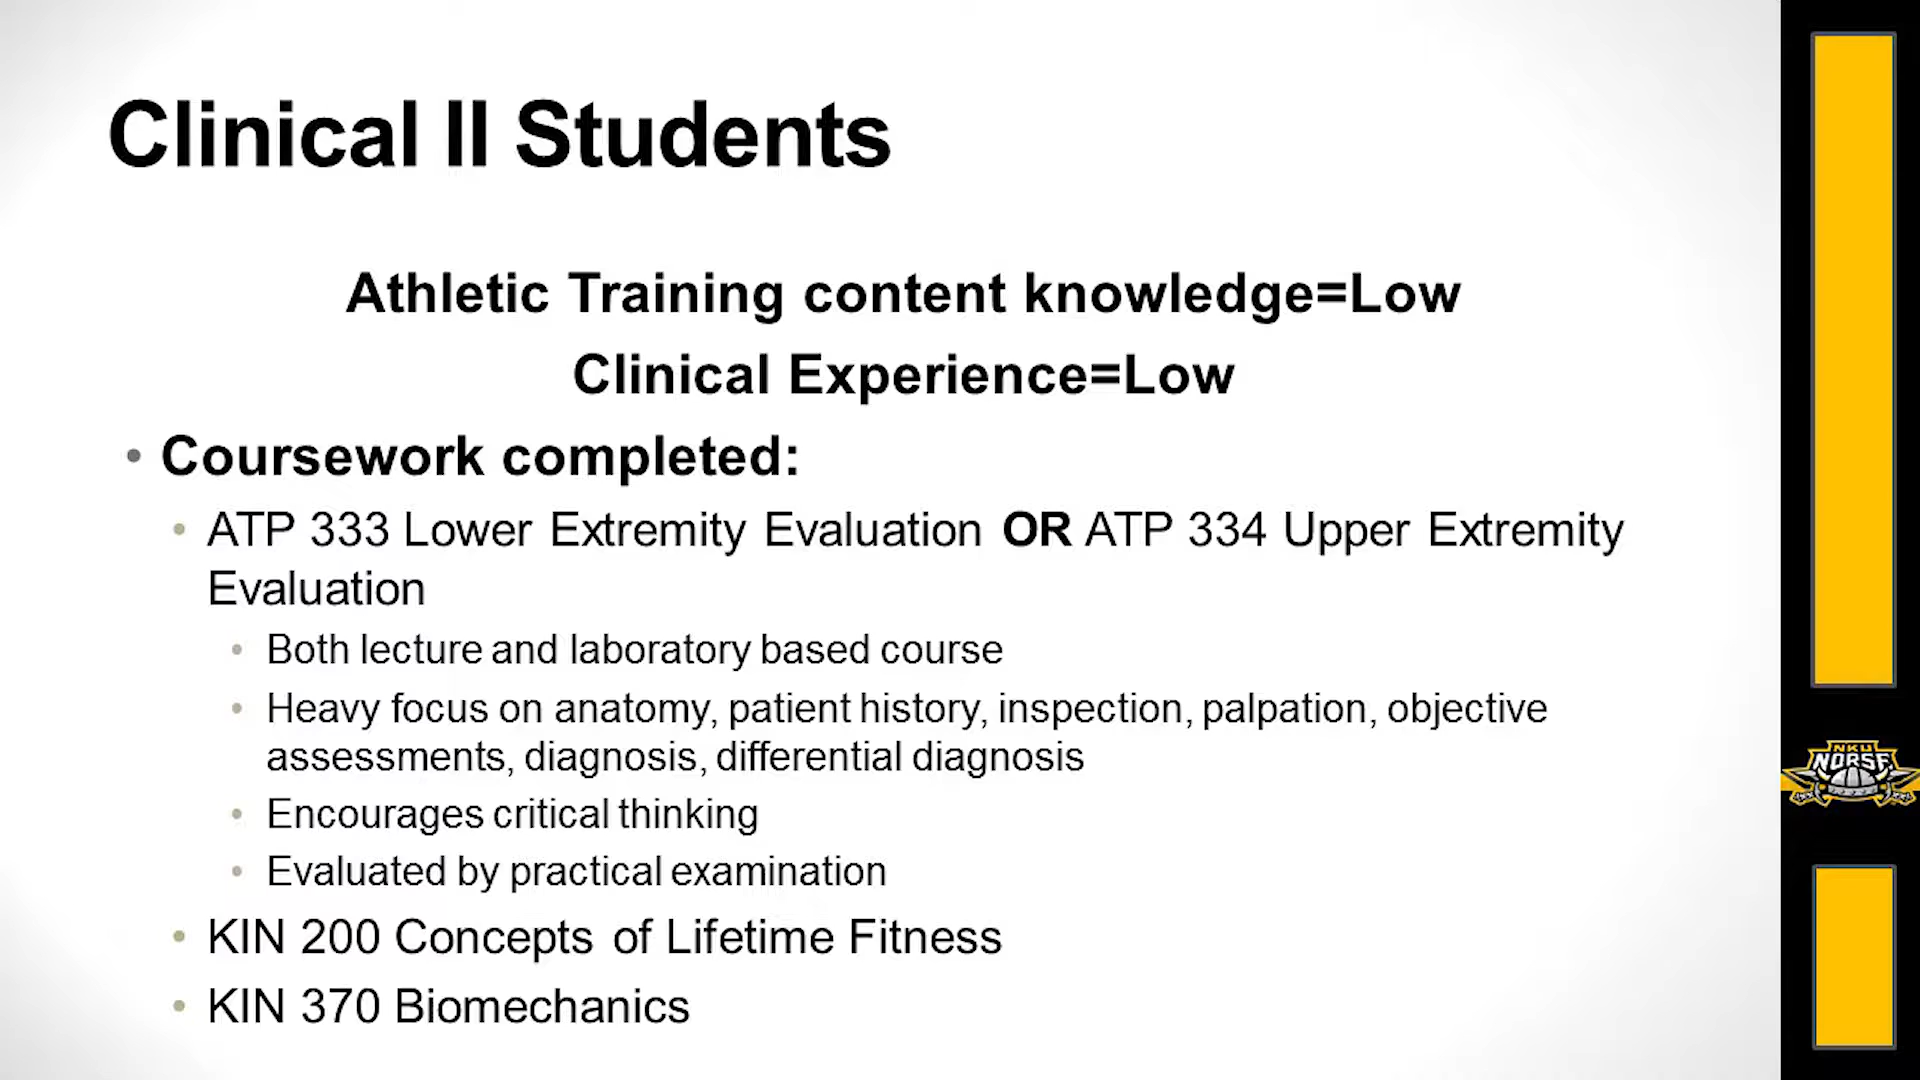 Clinical II Students
Athletic Training content knowledge=Low
Clinical Experience=Low
• Coursework completed:
• ATP 333 Lower Extremity Evaluation OR ATP 334 Upper Extremity
Evaluation
• Both lecture and laboratory based course
• Heavy focus on anatomy, patient history, inspection, palpation, objective
assessments, diagnosis, differential diagnosis
• Encourages critical thinking
• Evaluated by practical examination
• KIN 200 Concepts of Lifetime Fitness
• KIN 370 Biomechanics
NKU
NORSE